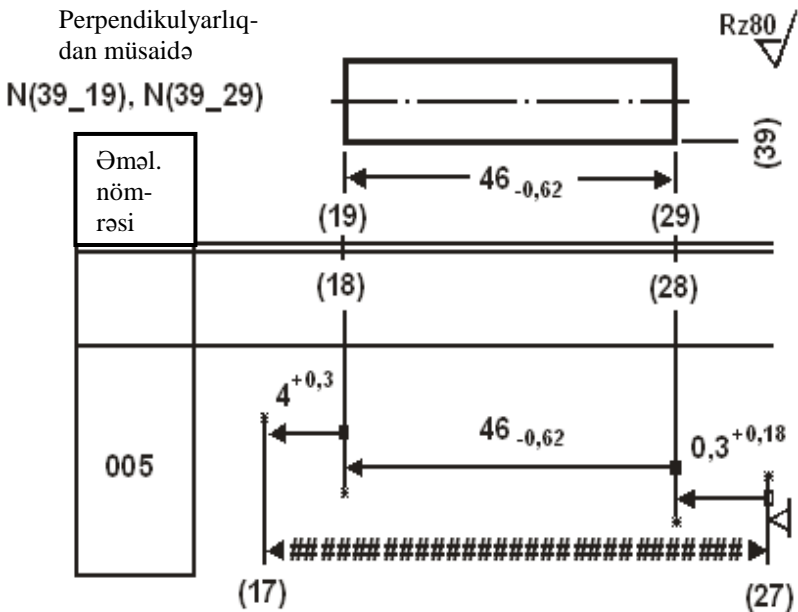 Perpendikulyarlıq-
dan müsaidə
N(39_19), N(39_29)
Rz80
(39)
46 -0,62
(19) (29)
Əməl.
nöm-
rəsi
(18) (28)
4 +0,3
46 -0,62
0,3 +0,18
005
#############################
(17) (27)